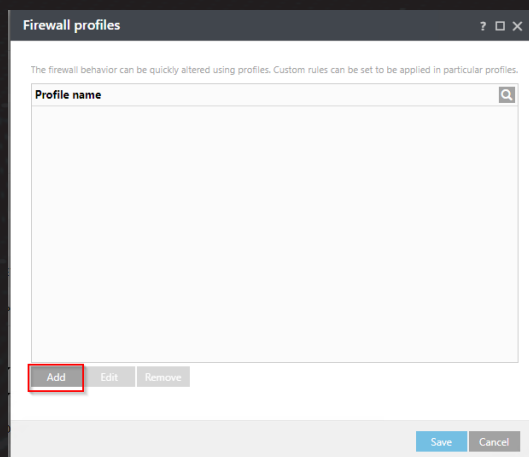 Firewall profiles ?
The firewall behavior can be quickly altered using profiles. Custom rules can be set to be applied in particular profiles.
Profile name
Add Edit Remove
Save Cancel